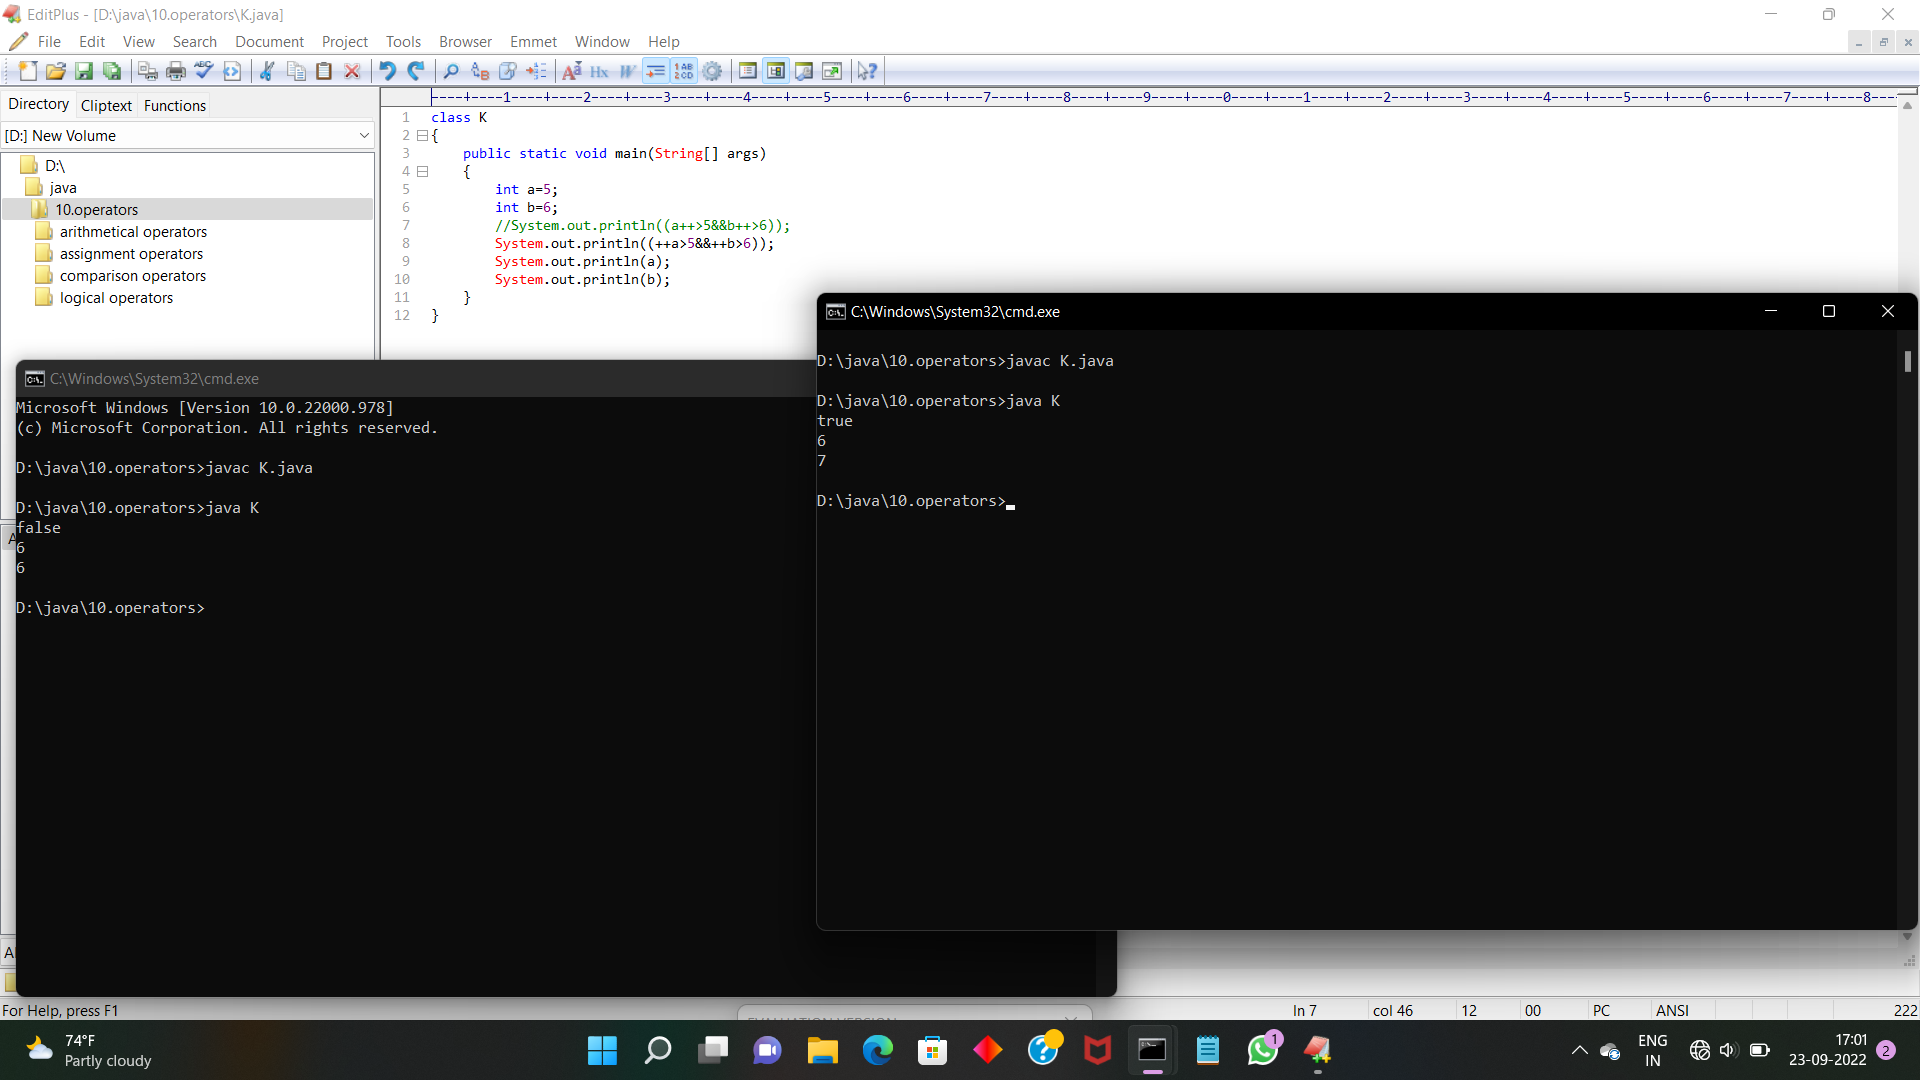 EditPlus - [D:\java\10.operators\K.java]
File Edit View Search Document Project Tools Browser Emmet Window Help
Directory Cliptext Functions
[D:] New Volume
D:\
java
10.operators
arithmetical operators
assignment operators
comparison operators
logical operators
----+----1----+----2----+----3----+----4----+----5----+----6----+----7----+----8----+----9----+----0----+----1----+----2----+----3----+----4----+----5----+----6----+----7----+----8---
1 class K
2 {
3 public static void main(String[] args)
4 {
5 int a=5;
6 int b=6;
7 //System.out.println((a++>5&&b++>6));
8 System.out.println((++a>5&&++b>6));
9 System.out.println(a);
10 System.out.println(b);
11 }
12 }
C:\Windows\System32\cmd.exe
Microsoft Windows [Version 10.0.22000.978]
(c) Microsoft Corporation. All rights reserved.
D:\java\10.operators>javac K.java
D:\java\10.operators>java K
false
6
6
D:\java\10.operators>
C:\Windows\System32\cmd.exe
D:\java\10.operators>javac K.java
D:\java\10.operators>java K
true
6
7
D:\java\10.operators>
For Help, press F1
ln 7 col 46 12 00 PC ANSI 222
74°F
Partly cloudy
1
ENG
IN
17:01
23-09-2022
2